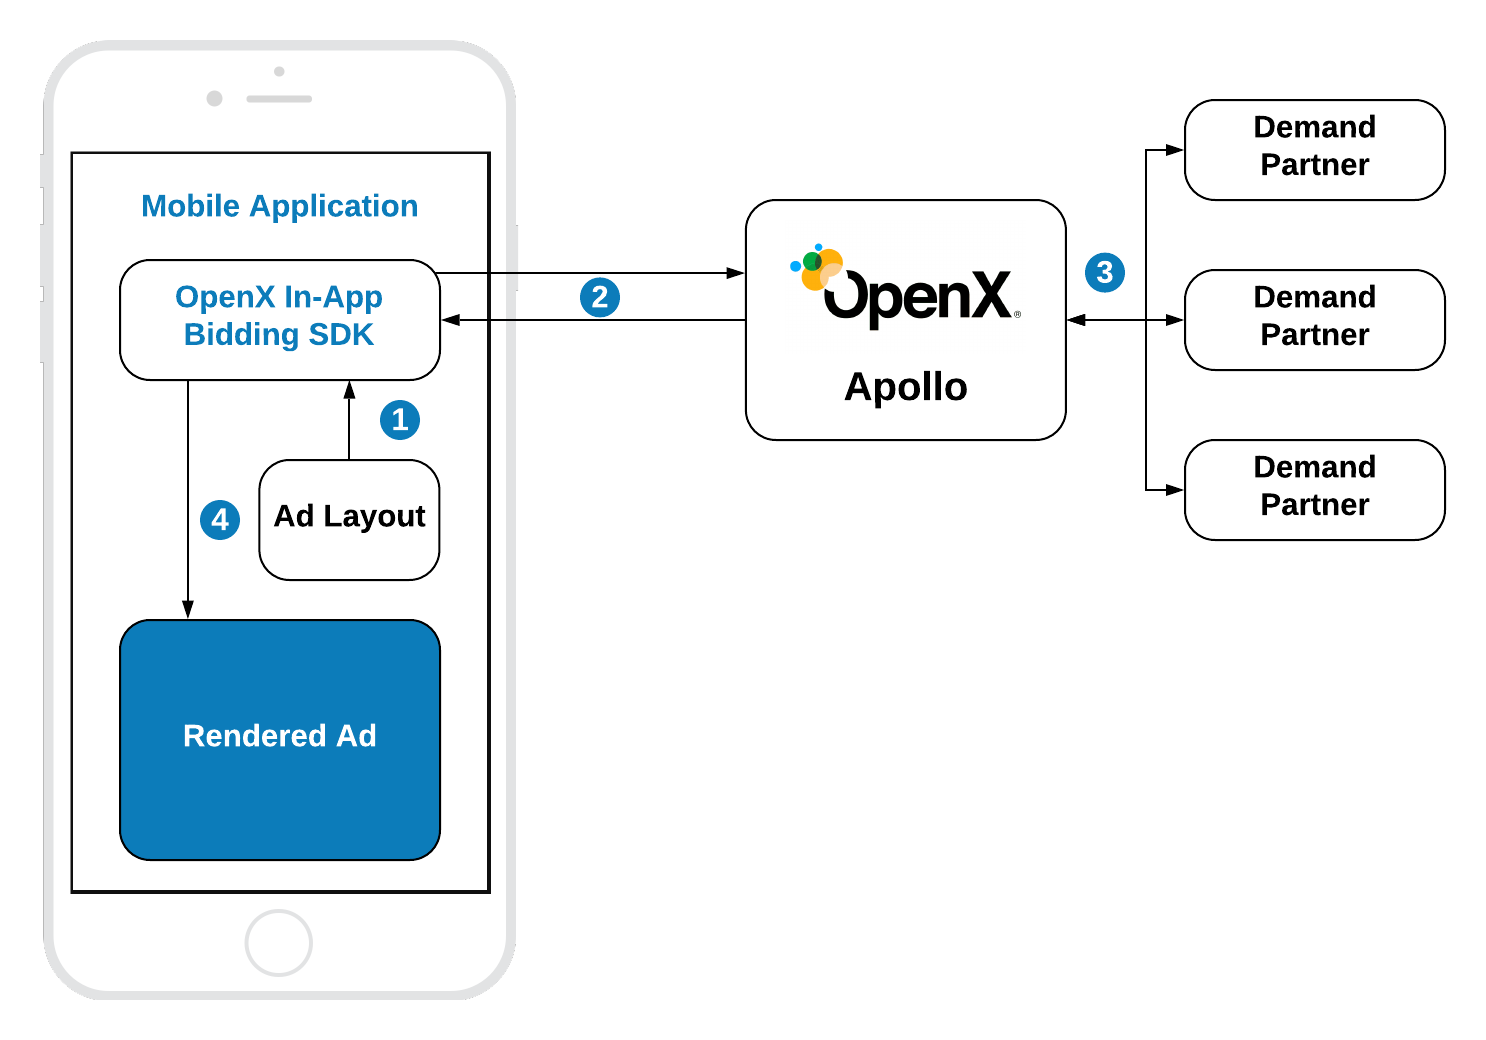 Mobile Application
OpenX In-App
Bidding SDK
1
Ad Layout
4
Rendered Ad
2
OpenX®
Apollo
3
Demand
Partner
Demand
Partner
Demand
Partner